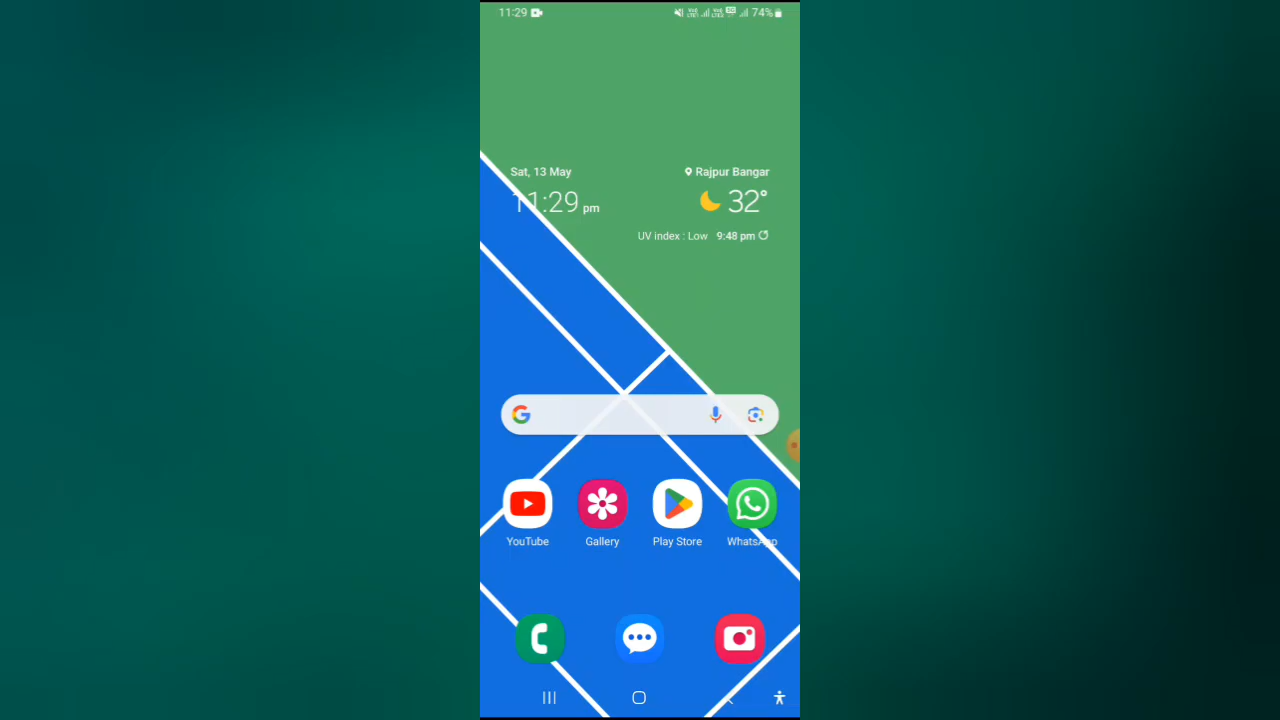 11:29
74%
Sat, 13 May
Rajpur Bangar
11:29 pm
32°
UV index : Low 9:48 pm
YouTube
Gallery
Play Store
WhatsApp